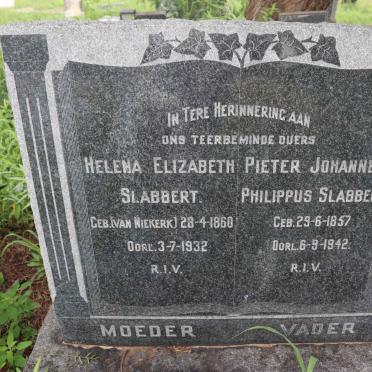 IN TERE HERINNERING AAN
ONS TEERBEMINDE OUERS
HELENA ELIZABETH
SLABBERT.
GEB.(VAN NIEKERK) 28-4-1860
OORL.3-7-1932
R.I.V.
PIETER JOHANNE
PHILIPPUS SLABBE
GEB. 29-6-1857
OORL. 6-9-1942.
R.I.V.
MOEDER
VADER